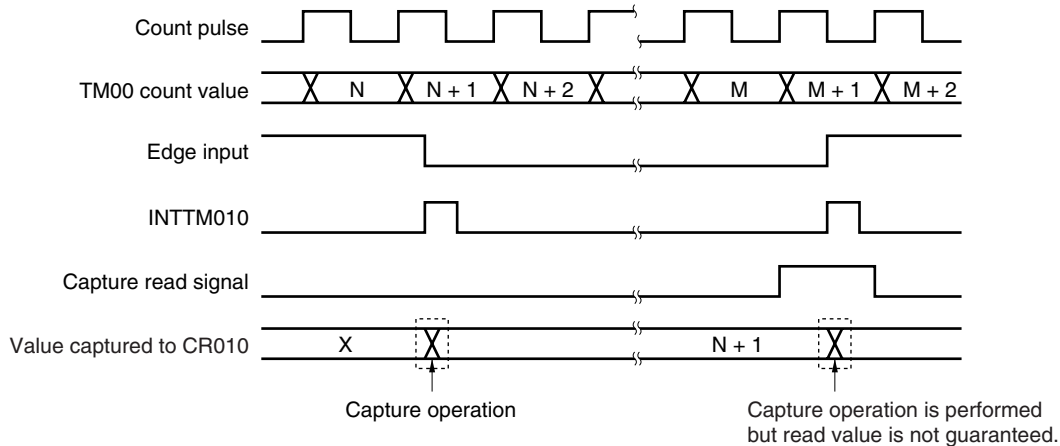 Count pulse
TM00 count value
N
N + 1
N + 2
M
M + 1
M + 2
Edge input
INTTM010
Capture read signal
Value captured to CR010
X
N + 1
Capture operation
Capture operation is performed
but read value is not guaranteed.